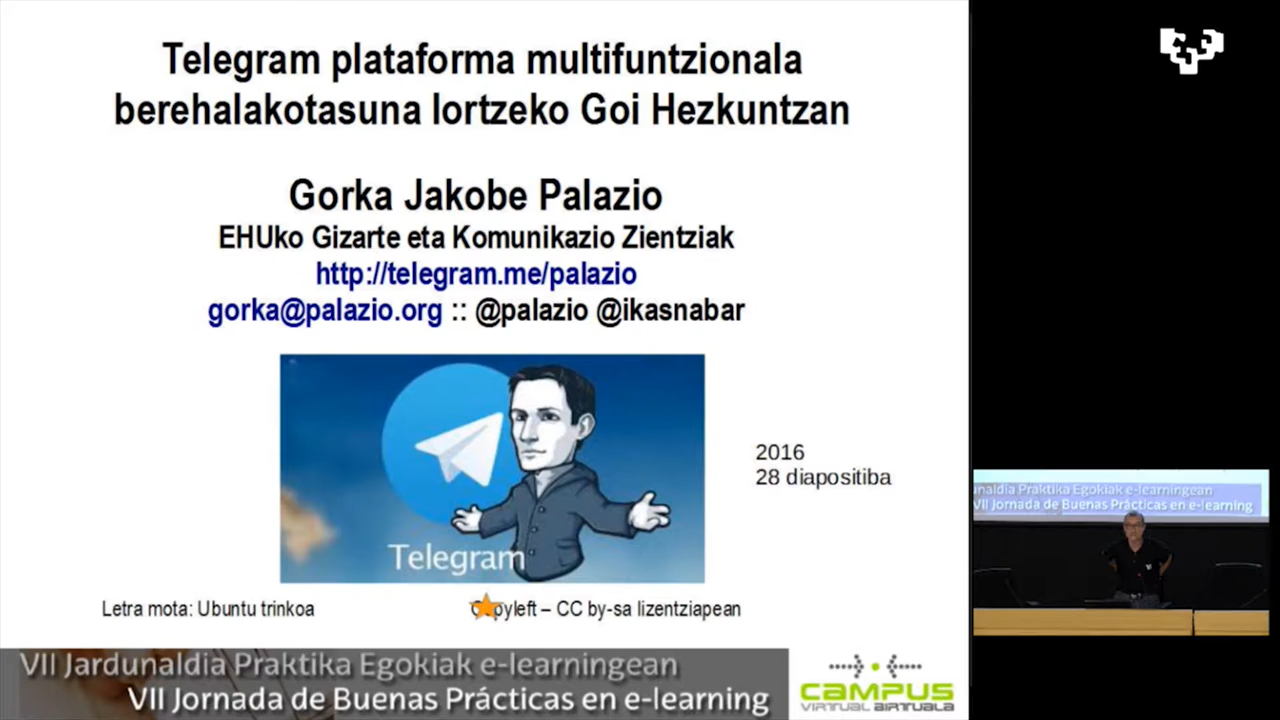 Telegram plataforma multifuntzionala
berehalakotasuna lortzeko Goi Hezkuntzan
Gorka Jakobe Palazio
EHUko Gizarte eta Komunikazio Zientziak
http://telegram.me/palazio
gorka@palazio.org :: @palazio @ikasnabar
Telegram
2016
28 diapositiba
Letra mota: Ubuntu trinkoa
Copyleft – CC by-sa lizentziapean
VII Jardunaldia Praktika Egokiak e-learningean
VII Jornada de Buenas Prácticas en e-learning
CAMPUS
VIRTUAL BIRTUALA
unaldia Praktika Egokiak e-learningean
VII Jornada de Buenas Prácticas en e-learning